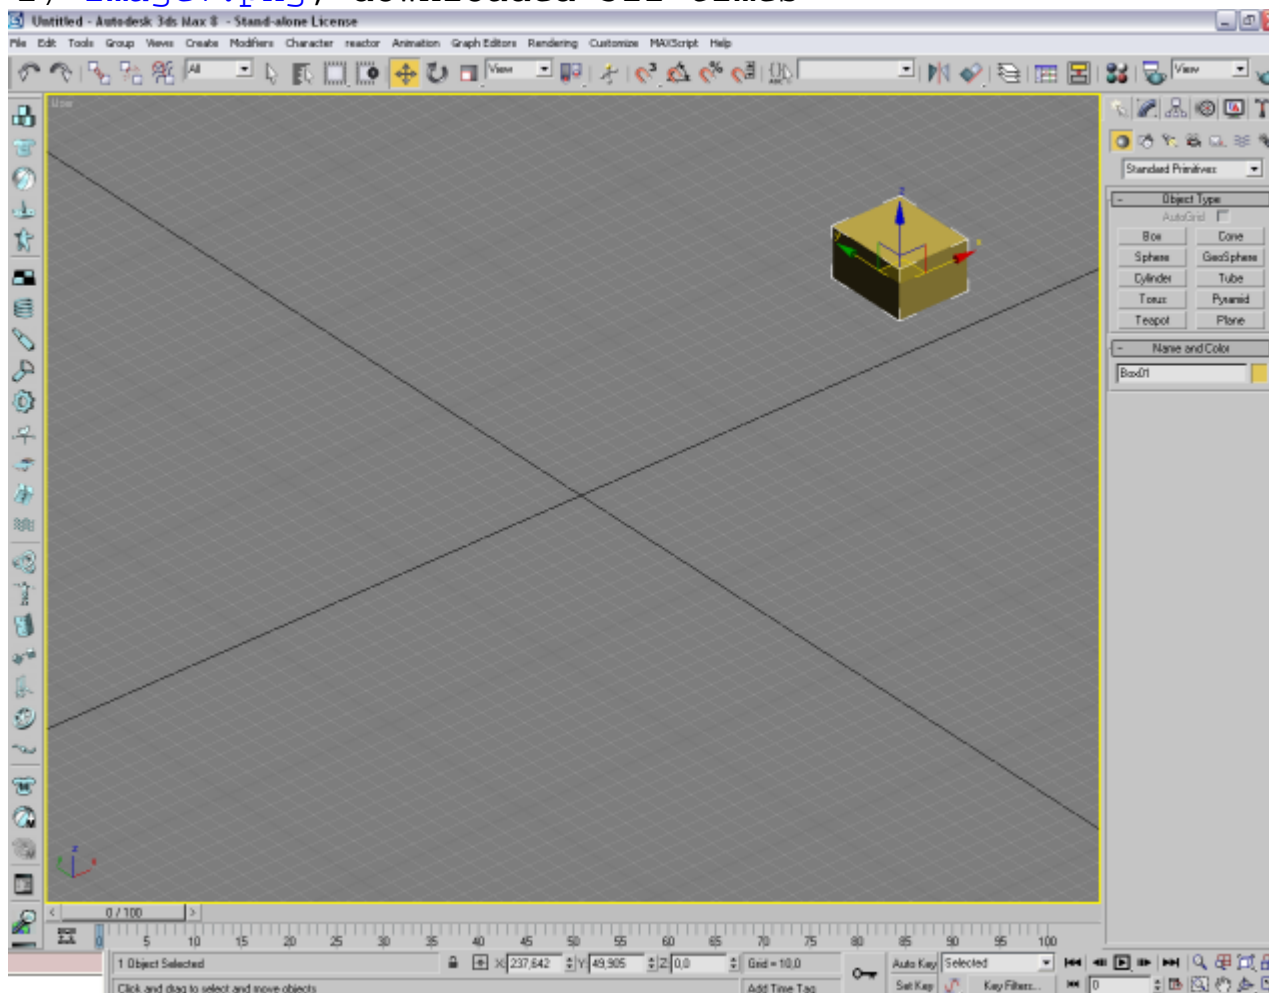 Untitled - Autodesk 3ds Max 8 - Stand-alone License
File Edit Tools Group Views Create Modifiers Character reactor Animation Graph Editors Rendering Customize MAXScript Help
All View View
User
Standard Primitives
- Object Type
AutoGrid
Box Cone
Sphere GeoSphere
Cylinder Tube
Torus Pyramid
Teapot Plane
- Name and Color
Box01
z
y x
z
x
0 / 100
0 5 10 15 20 25 30 35 40 45 50 55 60 65 70 75 80 85 90 95 100
1 Object Selected X: 237,642 Y: 49,905 Z: 0,0 Grid = 10,0 Auto Key Selected
Click and drag to select and move objects Add Time Tag Set Key Key Filters... 0